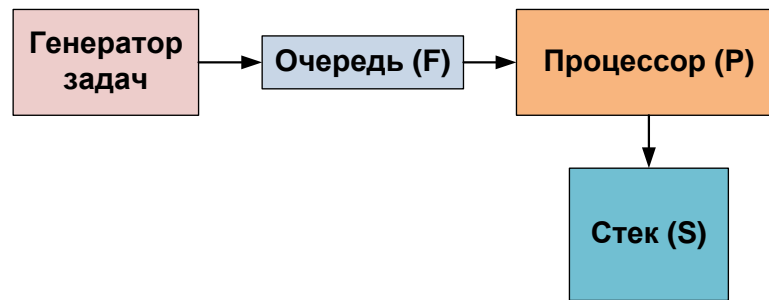 Генератор
задач
Очередь (F)
Процессор (P)
Стек (S)